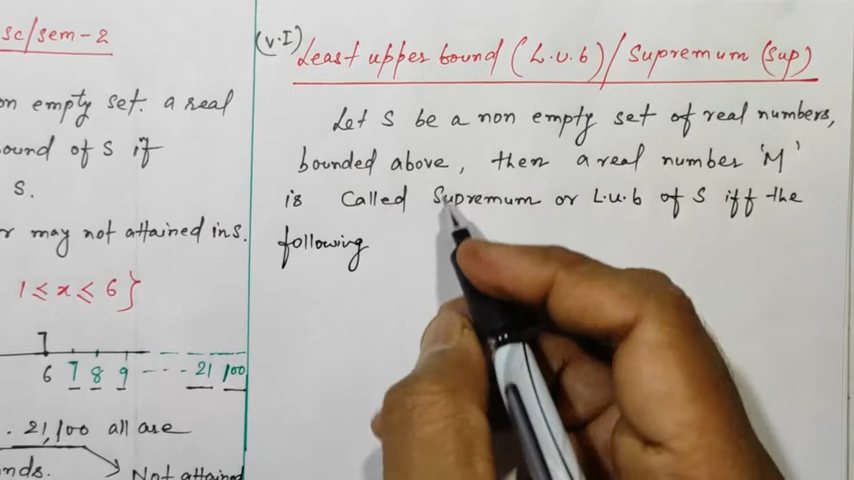 sc/sem-2
on empty set. a real
ound of S if
S.
r may not attained in s.
1 ≤ x ≤ 6 }
6 7 8 9 - - - 21 100
. 21,100 all are
nds. Not attained
(V.I) Least upper bound (L.U.b)/Supremum (Sup)
Let S be a non empty set of real numbers,
bounded above, then a real number 'M'
is Called Supremum or L.u.b of S iff the
following